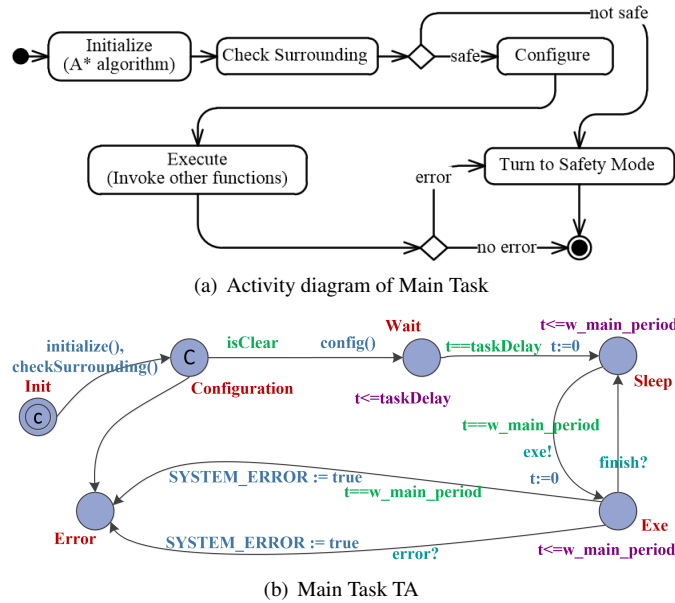 Initialize
(A* algorithm)
Check Surrounding
safe
not safe
Configure
Execute
(Invoke other functions)
error
Turn to Safety Mode
no error
(a) Activity diagram of Main Task
initialize(),
checkSurrounding()
Init
c
C
Configuration
isClear
config()
Wait
t<=taskDelay
t==taskDelay
t:=0
t<=w_main_period
Sleep
t==w_main_period
exe!
t:=0
finish?
SYSTEM_ERROR := true
t==w_main_period
Error
SYSTEM_ERROR := true
error?
Exe
t<=w_main_period
(b) Main Task TA